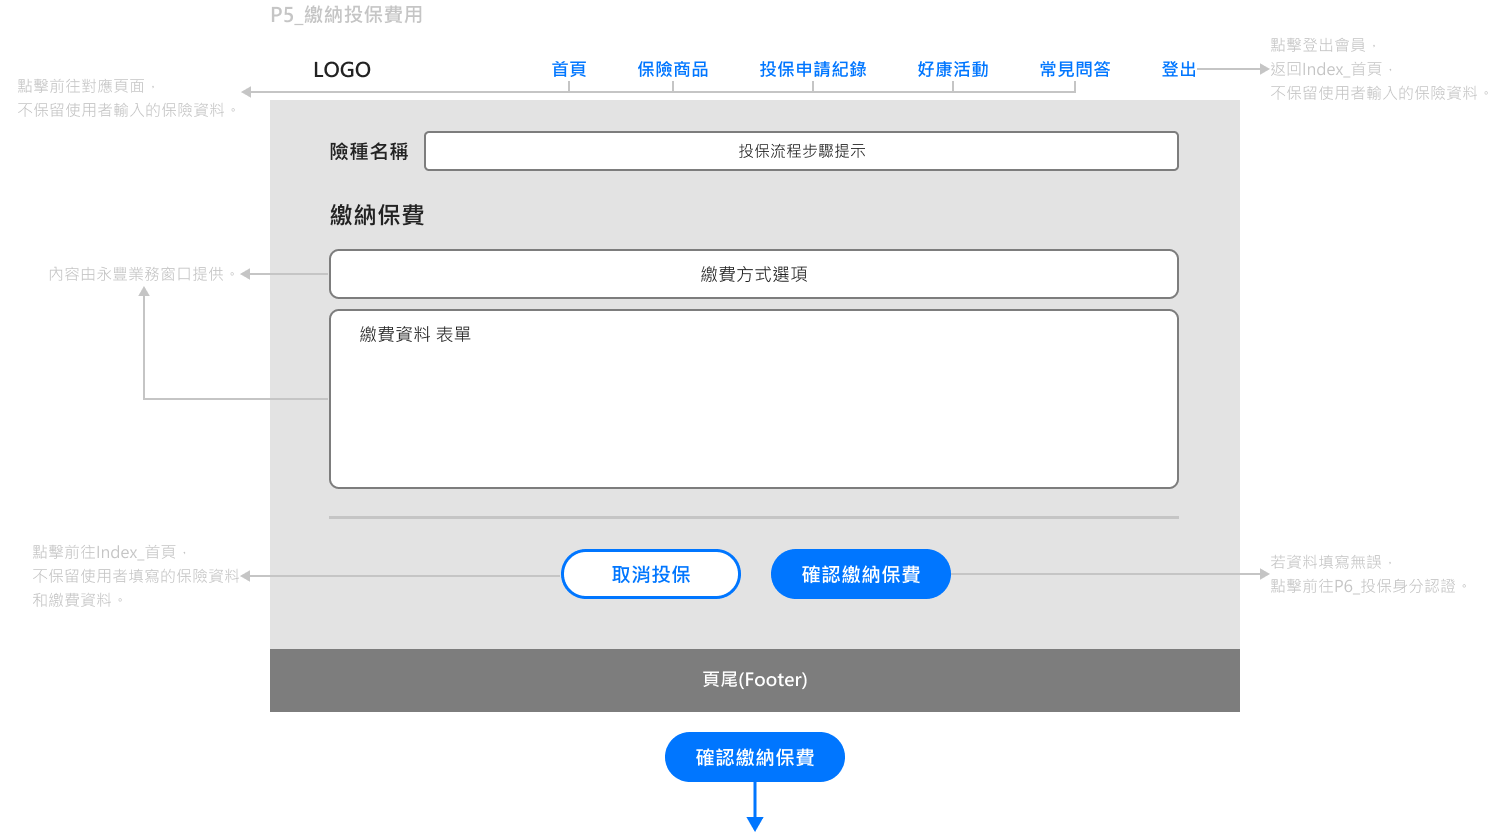 P5_繳納投保費用
LOGO
首頁
保險商品
投保申請紀錄
好康活動
常見問答
登出
點擊登出會員，
返回Index_首頁，
不保留使用者輸入的保險資料。
點擊前往對應頁面，
不保留使用者輸入的保險資料。
險種名稱
投保流程步驟提示
繳納保費
內容由永豐業務窗口提供。
繳費方式選項
繳費資料 表單
點擊前往Index_首頁，
不保留使用者填寫的保險資料
和繳費資料。
取消投保
確認繳納保費
若資料填寫無誤，
點擊前往P6_投保身分認證。
頁尾(Footer)
確認繳納保費